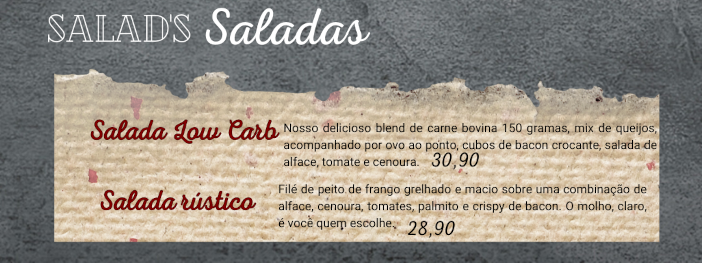 SALAD'S Saladas
Salada Low Carb Nosso delicioso blend de carne bovina 150 gramas, mix de queijos,
acompanhado por ovo ao ponto, cubos de bacon crocante, salada de
alface, tomate e cenoura. 30,90
Salada rústico Filé de peito de frango grelhado e macio sobre uma combinação de
alface, cenoura, tomates, palmito e crispy de bacon. O molho, claro,
é você quem escolhe. 28,90